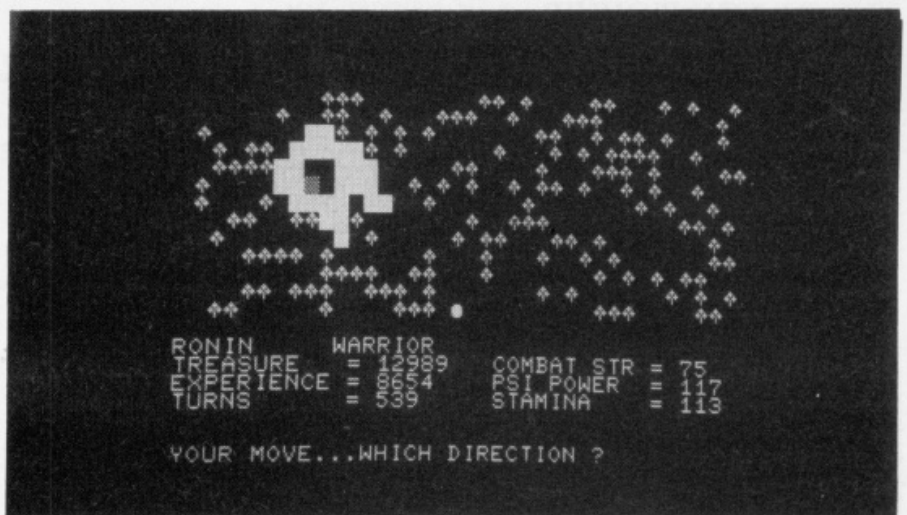 RONIN WARRIOR
TREASURE = 12989 COMBAT STR = 75
EXPERIENCE = 8654 PSI POWER = 117
TURNS = 539 STAMINA = 113
YOUR MOVE...WHICH DIRECTION ?